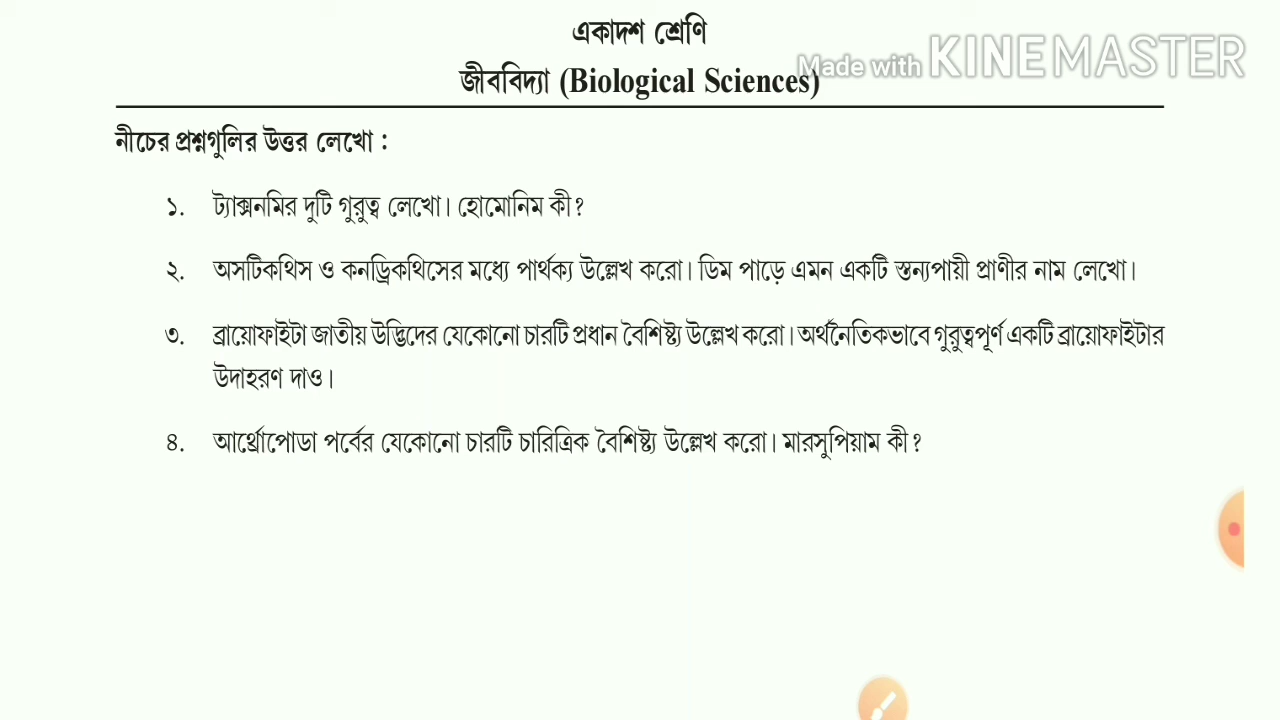 একাদশ শ্রেণি
Made with KINEMASTER
জীববিদ্যা (Biological Sciences)
নীচের প্রশ্নগুলির উত্তর লেখো :
১. ট্যাক্সনমির দুটি গুরুত্ব লেখো। হোমোনিম কী?
২. অসটিকথিস ও কনড্রিকথিসের মধ্যে পার্থক্য উল্লেখ করো। ডিম পাড়ে এমন একটি স্তন্যপায়ী প্রাণীর নাম লেখো।
৩. ব্রায়োফাইটা জাতীয় উদ্ভিদের যেকোনো চারটি প্রধান বৈশিষ্ট্য উল্লেখ করো। অর্থনৈতিকভাবে গুরুত্বপূর্ণ একটি ব্রায়োফাইটার
উদাহরণ দাও।
৪. আর্থ্রোপোডা পর্বের যেকোনো চারটি চারিত্রিক বৈশিষ্ট্য উল্লেখ করো। মারসুপিয়াম কী?